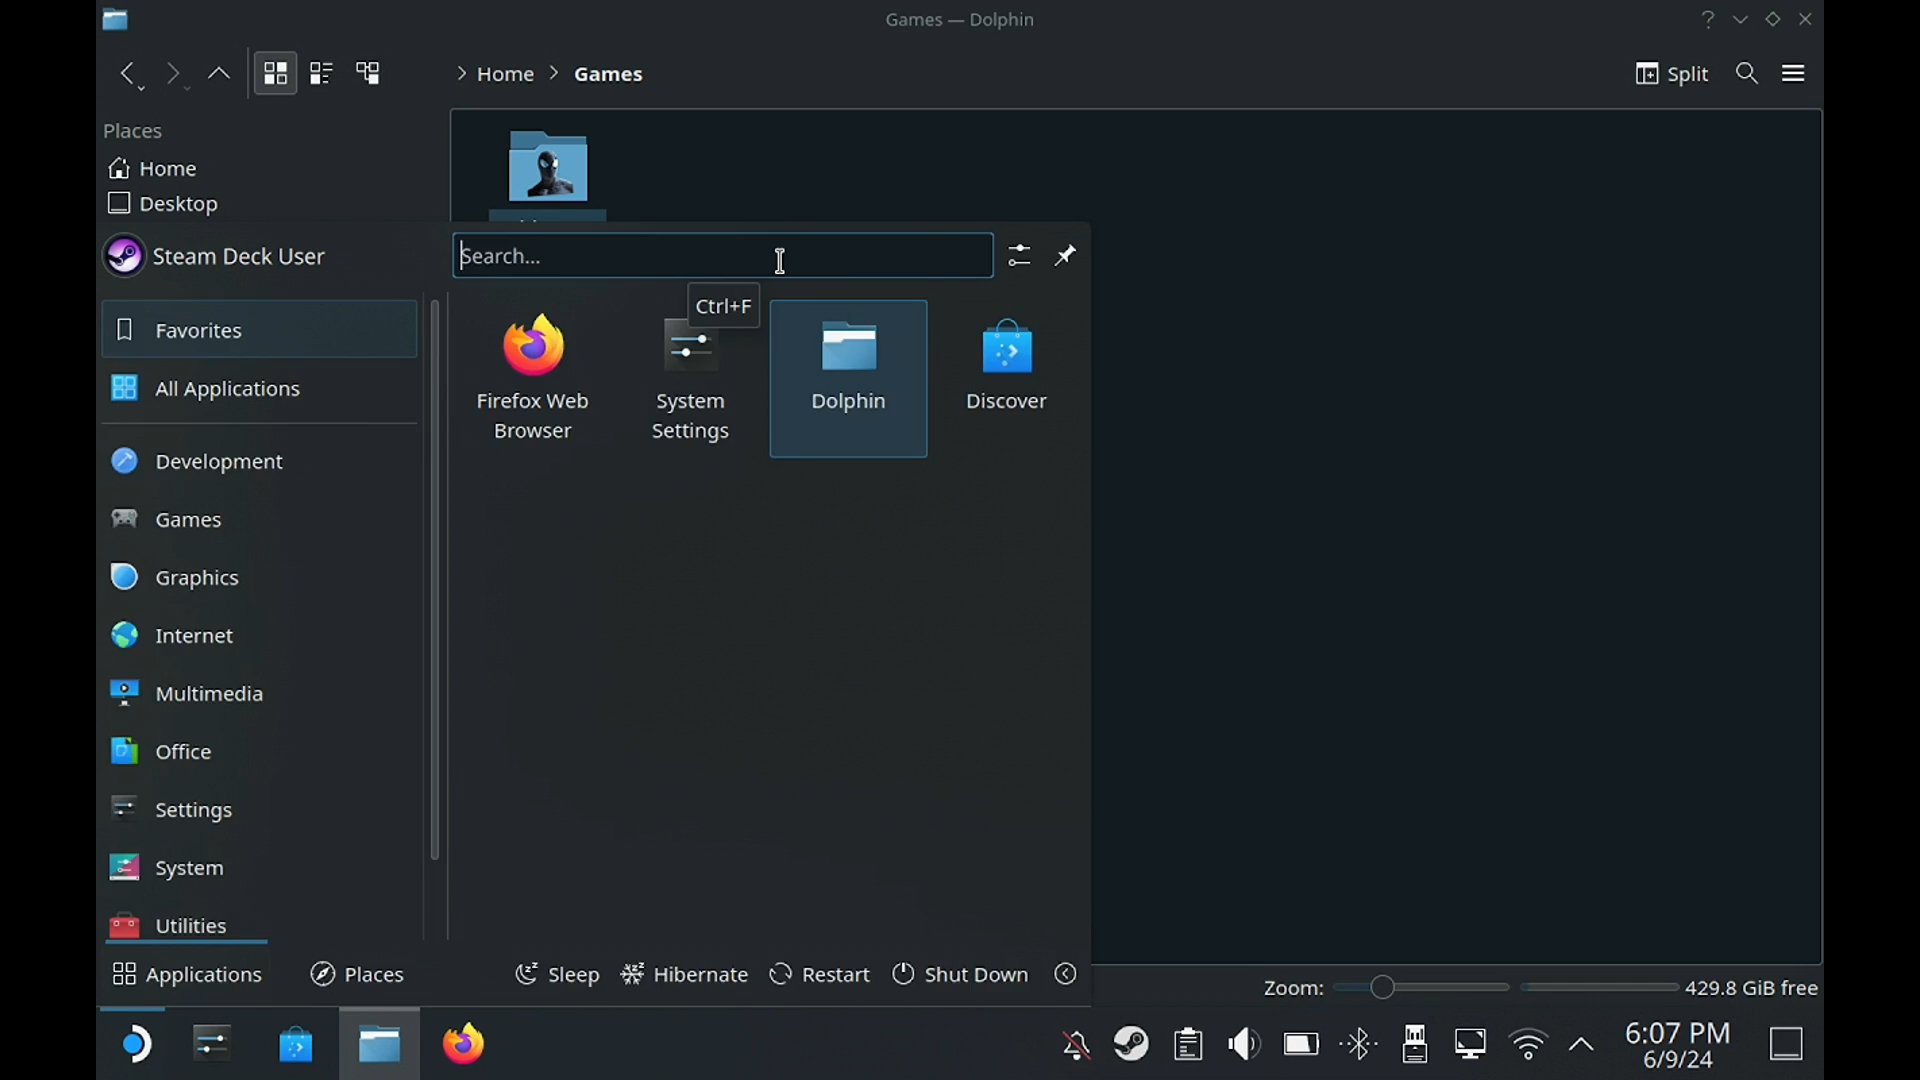 Games — Dolphin
Home
Games
Split
Places
Home
Desktop
Steam Deck User
Search...
Ctrl+F
Favorites
All Applications
Development
Games
Graphics
Internet
Multimedia
Office
Settings
System
Utilities
Firefox Web
Browser
System
Settings
Dolphin
Discover
Applications
Places
Sleep
Hibernate
Restart
Shut Down
Zoom:
429.8 GiB free
6:07 PM
6/9/24